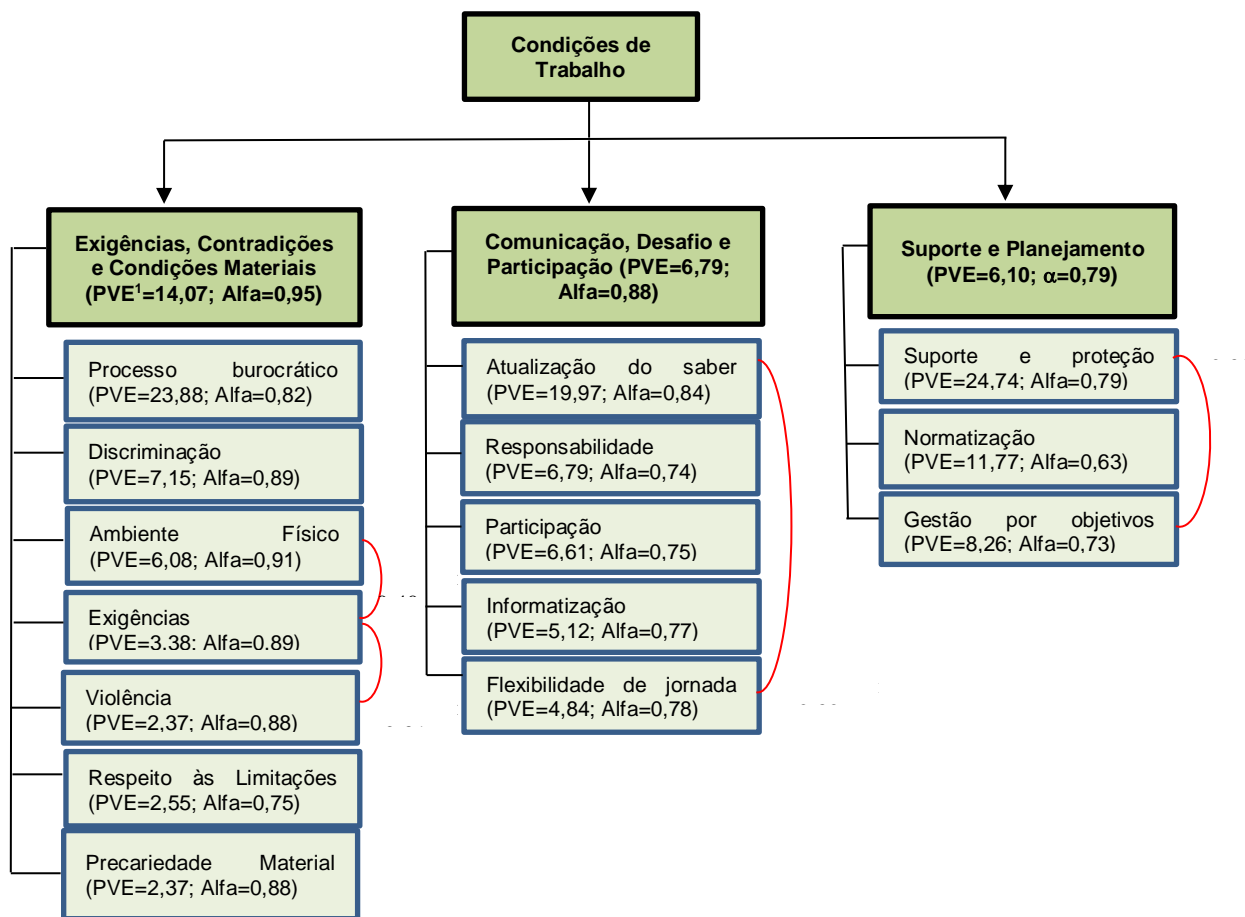 Condições de
Trabalho
Exigências, Contradições
e Condições Materiais
(PVE¹=14,07; Alfa=0,95)
Processo burocrático
(PVE=23,88; Alfa=0,82)
Discriminação
(PVE=7,15; Alfa=0,89)
Ambiente Físico
(PVE=6,08; Alfa=0,91)
Exigências
(PVE=3,38; Alfa=0,89)
Violência
(PVE=2,37; Alfa=0,88)
Respeito às Limitações
(PVE=2,55; Alfa=0,75)
Precariedade Material
(PVE=2,37; Alfa=0,88)
Comunicação, Desafio e
Participação (PVE=6,79;
Alfa=0,88)
Atualização do saber
(PVE=19,97; Alfa=0,84)
Responsabilidade
(PVE=6,79; Alfa=0,74)
Participação
(PVE=6,61; Alfa=0,75)
Informatização
(PVE=5,12; Alfa=0,77)
Flexibilidade de jornada
(PVE=4,84; Alfa=0,78)
Suporte e Planejamento
(PVE=6,10; α=0,79)
Suporte e proteção
(PVE=24,74; Alfa=0,79)
Normatização
(PVE=11,77; Alfa=0,63)
Gestão por objetivos
(PVE=8,26; Alfa=0,73)